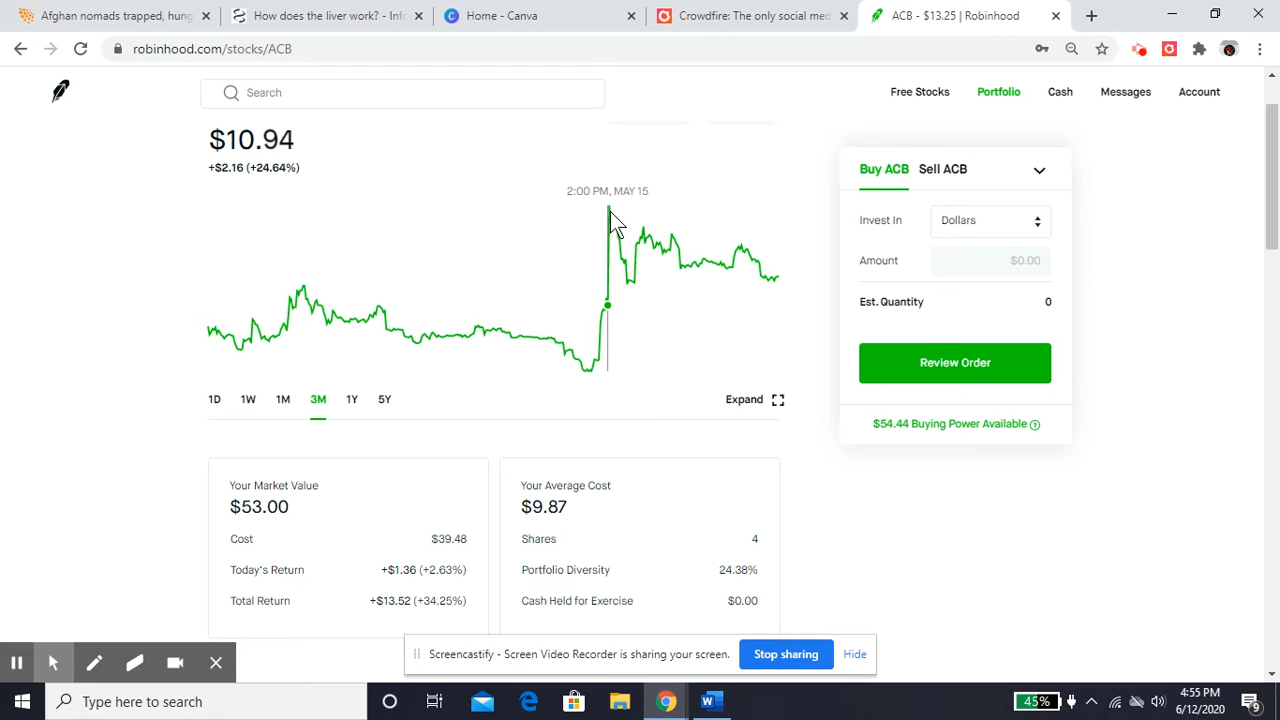 Afghan nomads trapped, hung
How does the liver work? - Info
Home - Canva
Crowdfire: The only social med
ACB - $13.25 | Robinhood
robinhood.com/stocks/ACB
Search
Free Stocks
Portfolio
Cash
Messages
Account
$10.94
+$2.16 (+24.64%)
2:00 PM, MAY 15
1D 1W 1M 3M 1Y 5Y
Expand
Buy ACB Sell ACB
Invest In Dollars
Amount $0.00
Est. Quantity 0
Review Order
$54.44 Buying Power Available ?
Your Market Value
$53.00
Cost $39.48
Today's Return +$1.36 (+2.63%)
Total Return +$13.52 (+34.25%)
Your Average Cost
$9.87
Shares 4
Portfolio Diversity 24.38%
Cash Held for Exercise $0.00
Screencastify - Screen Video Recorder is sharing your screen.
Stop sharing
Hide
Type here to search
45%
4:55 PM
6/12/2020
9